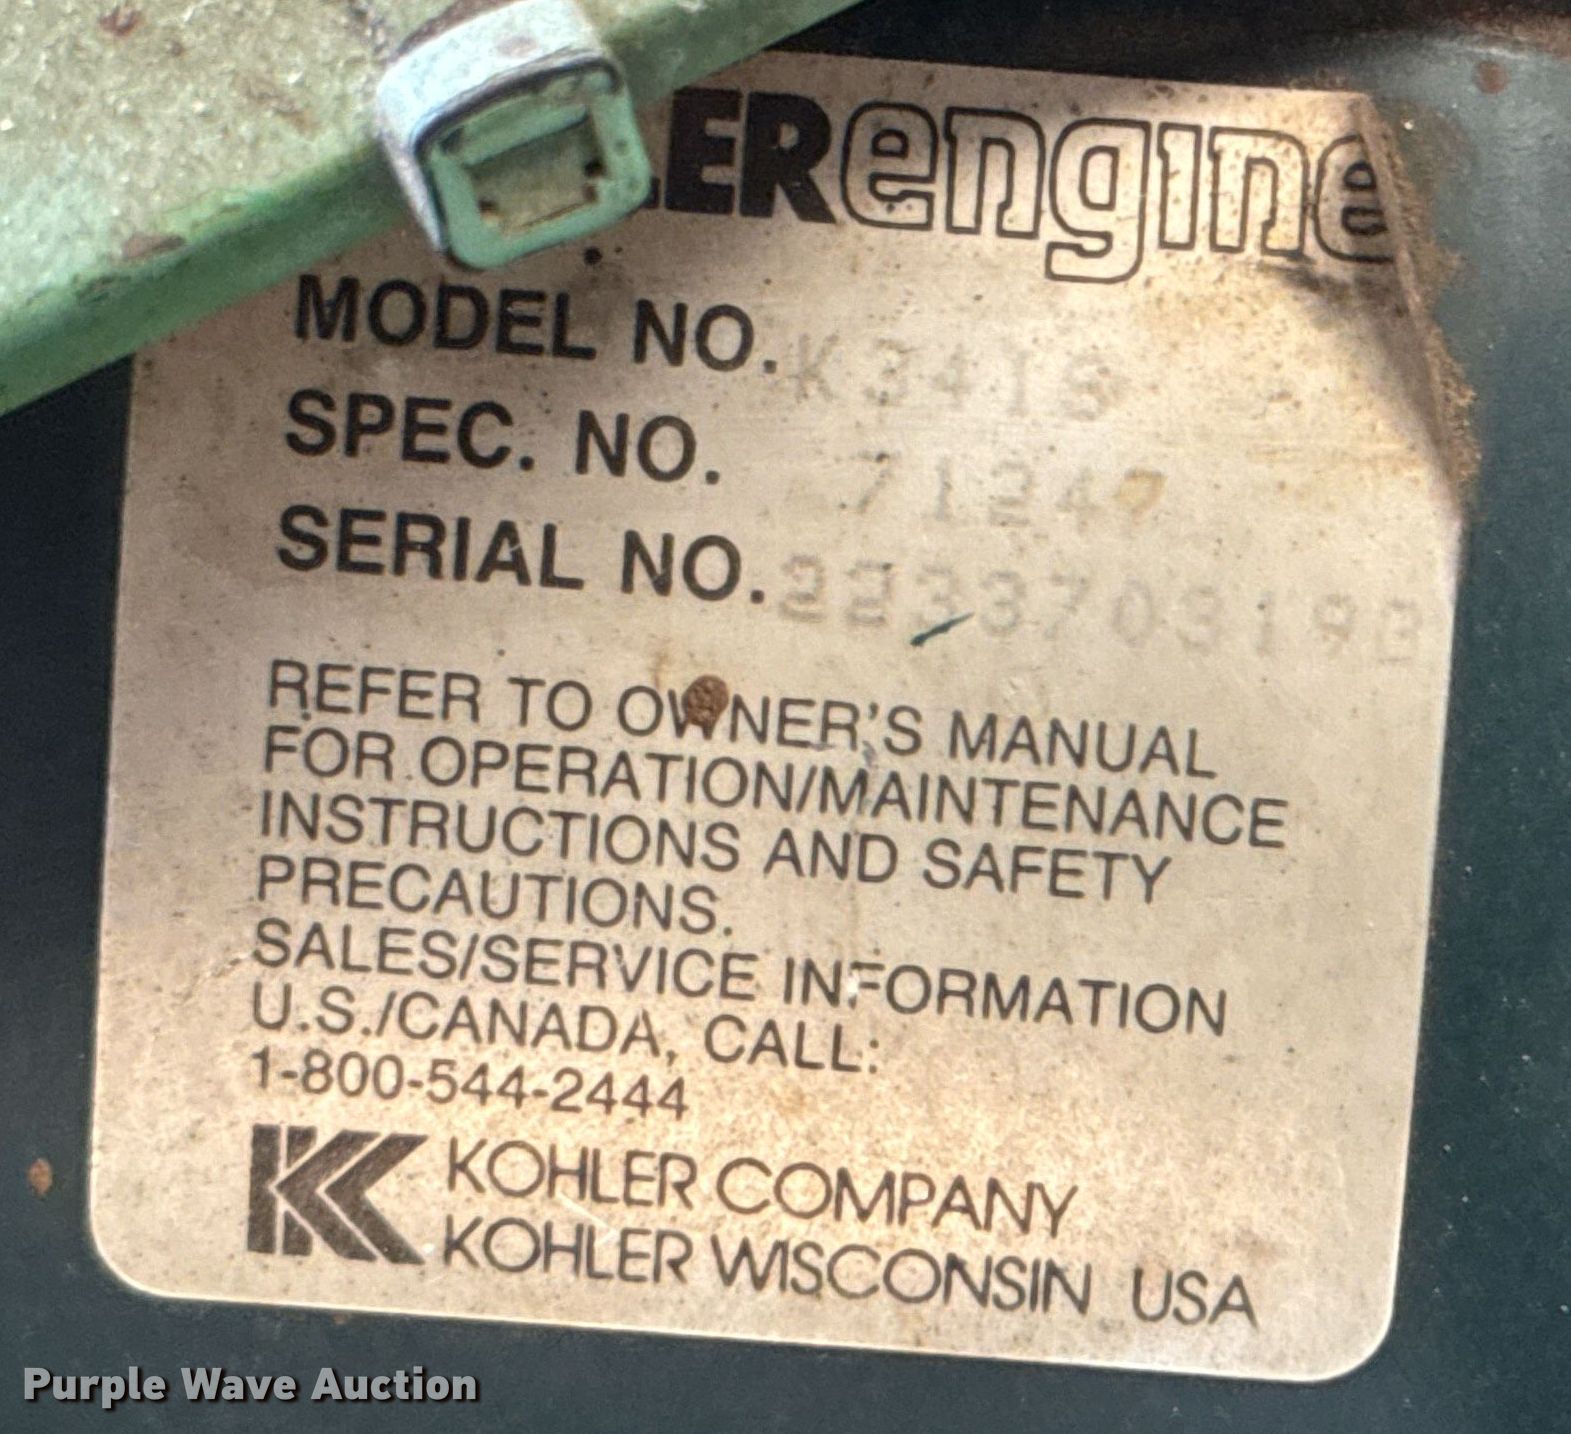 ERengine
MODEL NO. K341S
SPEC. NO. 71247
SERIAL NO.
REFER TO OWNER'S MANUAL
FOR OPERATION/MAINTENANCE
INSTRUCTIONS AND SAFETY
PRECAUTIONS.
SALES/SERVICE INFORMATION
U.S./CANADA, CALL:
1-800-544-2444
KOHLER COMPANY
KOHLER WISCONSIN USA
Purple Wave Auction